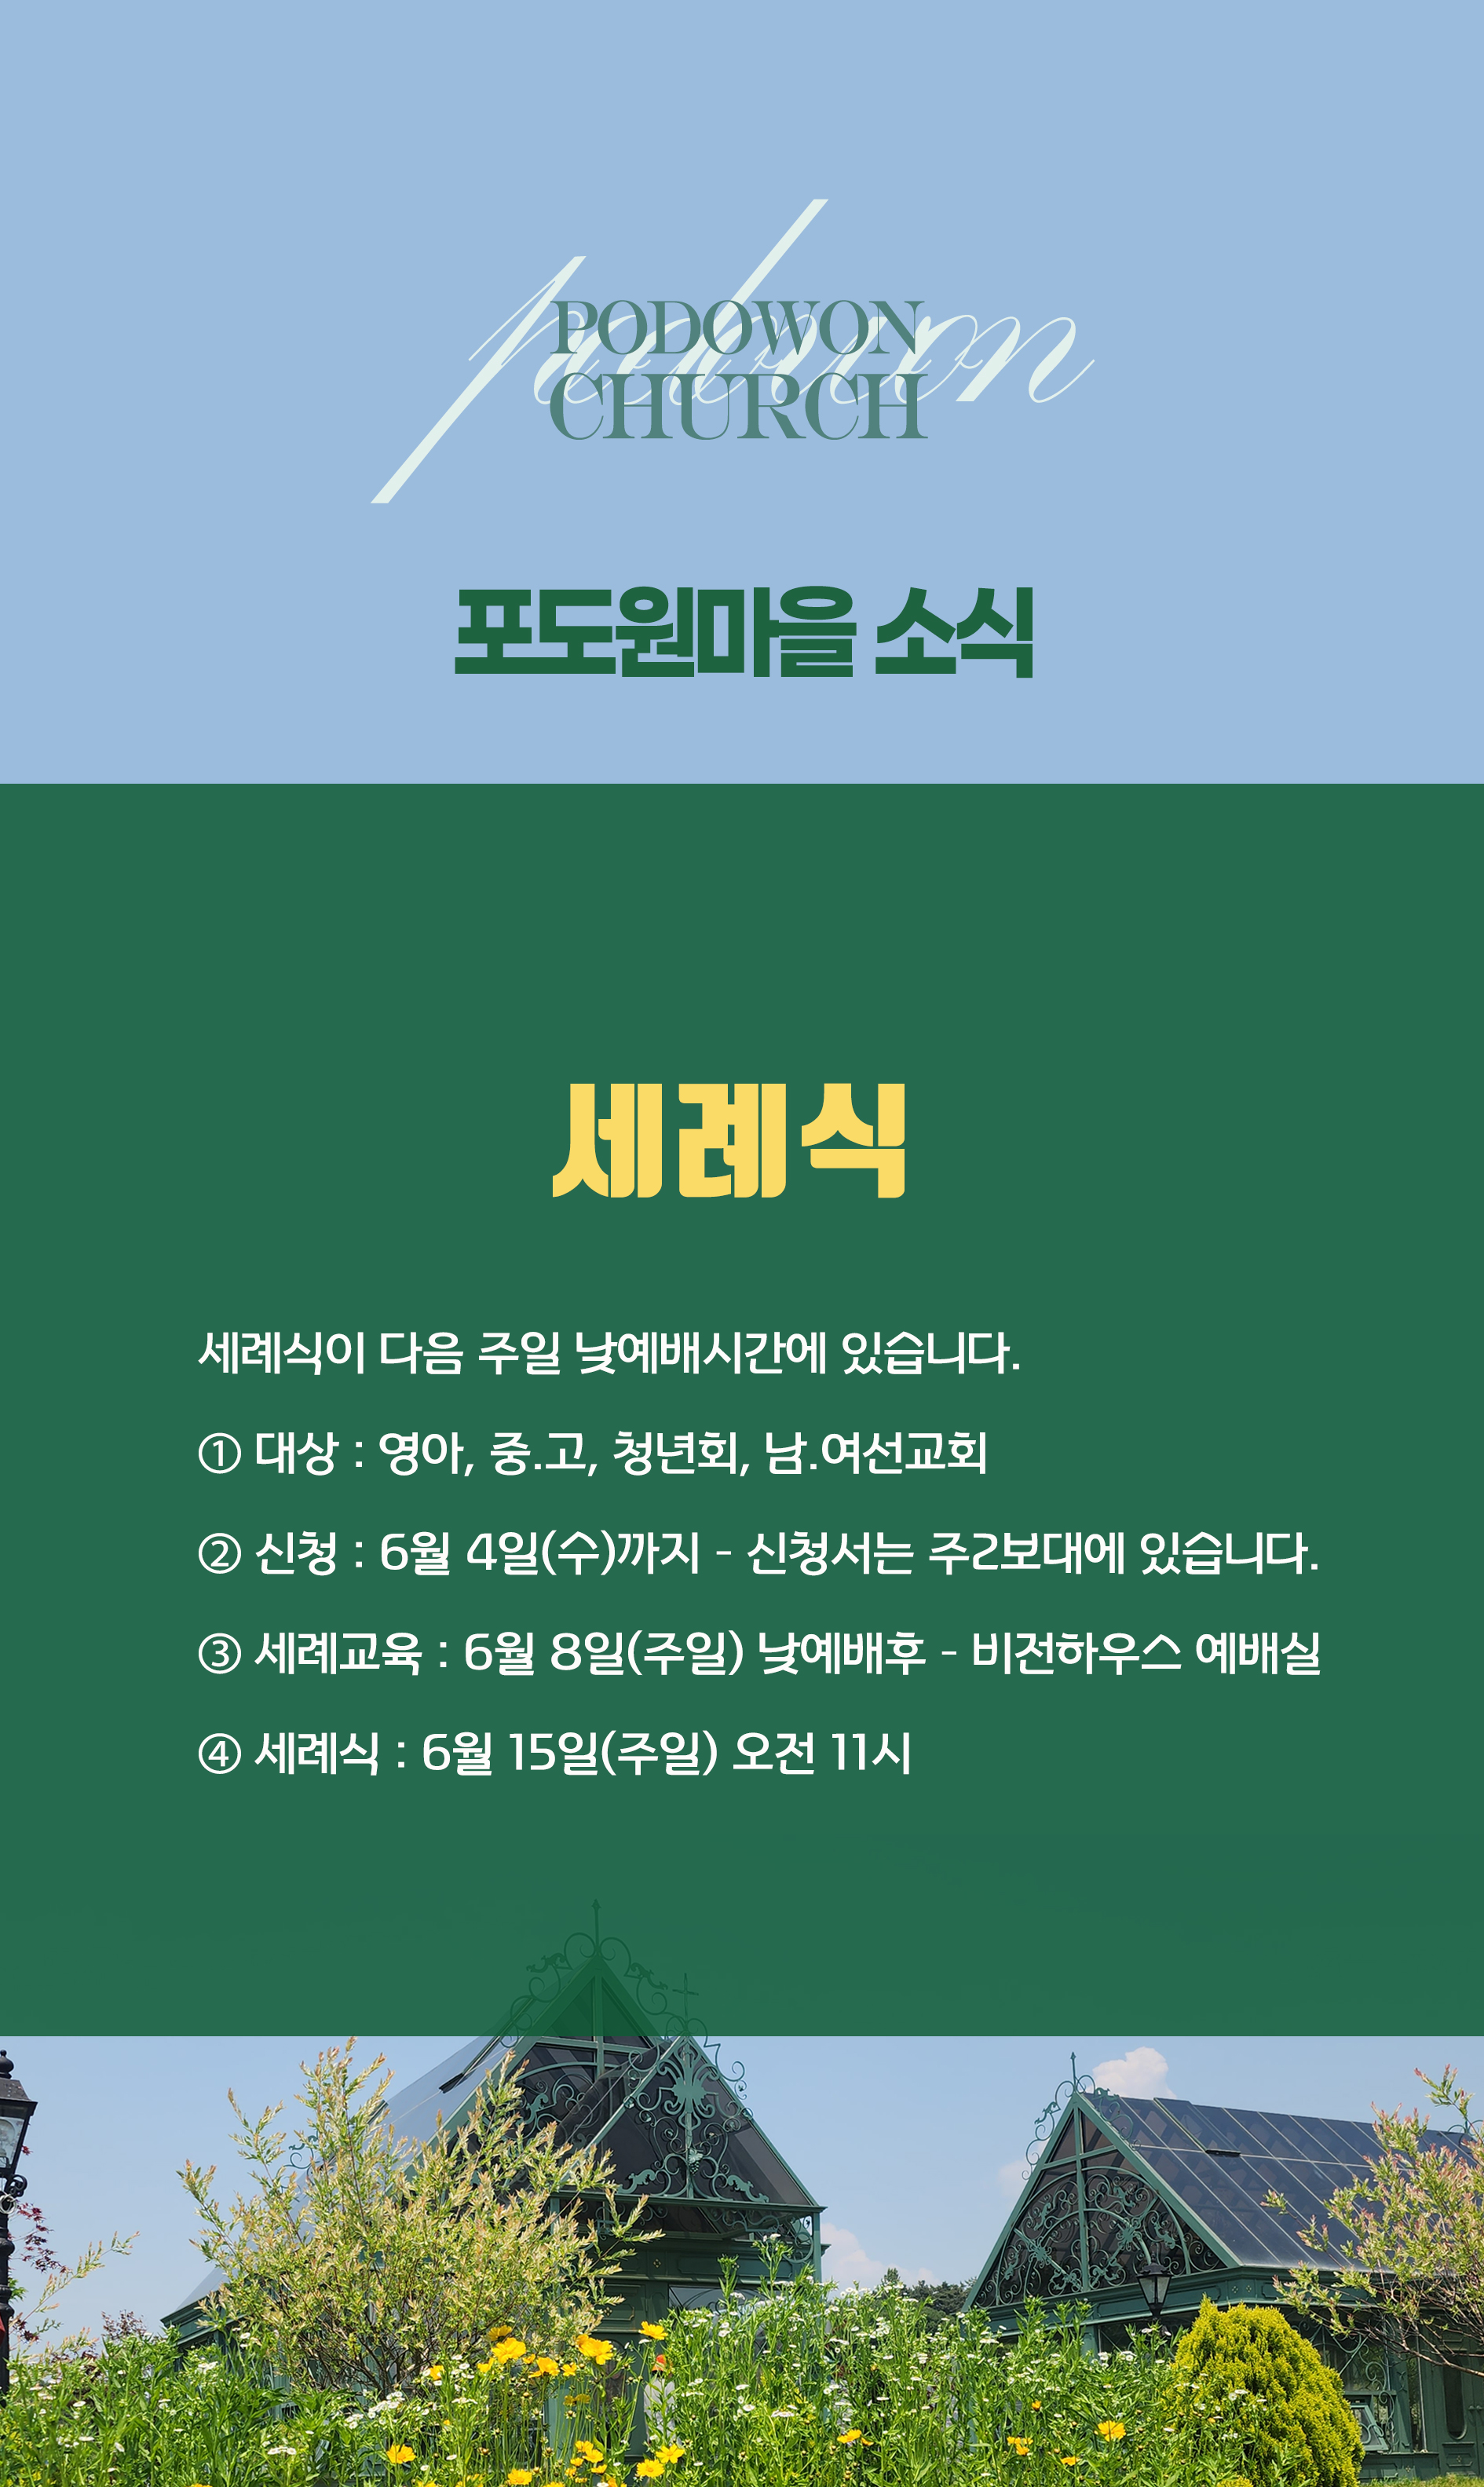 podowon
PODOWON
CHURCH
포도원마을 소식
세례식
세례식이 다음 주일 낮예배시간에 있습니다.
① 대상 : 영아, 중.고, 청년회, 남.여선교회
② 신청 : 6월 4일(수)까지 - 신청서는 주2보대에 있습니다.
③ 세례교육 : 6월 8일(주일) 낮예배후 - 비전하우스 예배실
④ 세례식 : 6월 15일(주일) 오전 11시